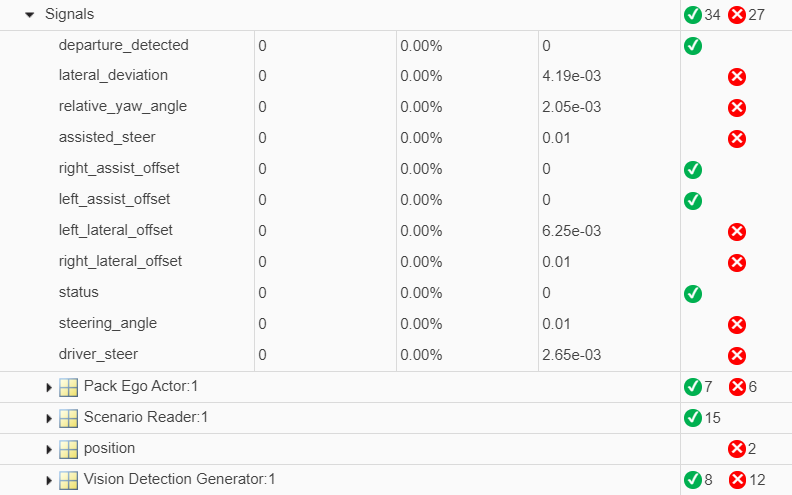 Signals 34 27
departure_detected 0 0.00% 0
lateral_deviation 0 0.00% 4.19e-03
relative_yaw_angle 0 0.00% 2.05e-03
assisted_steer 0 0.00% 0.01
right_assist_offset 0 0.00% 0
left_assist_offset 0 0.00% 0
left_lateral_offset 0 0.00% 6.25e-03
right_lateral_offset 0 0.00% 0.01
status 0 0.00% 0
steering_angle 0 0.00% 0.01
driver_steer 0 0.00% 2.65e-03
Pack Ego Actor:1 7 6
Scenario Reader:1 15
position 2
Vision Detection Generator:1 8 12